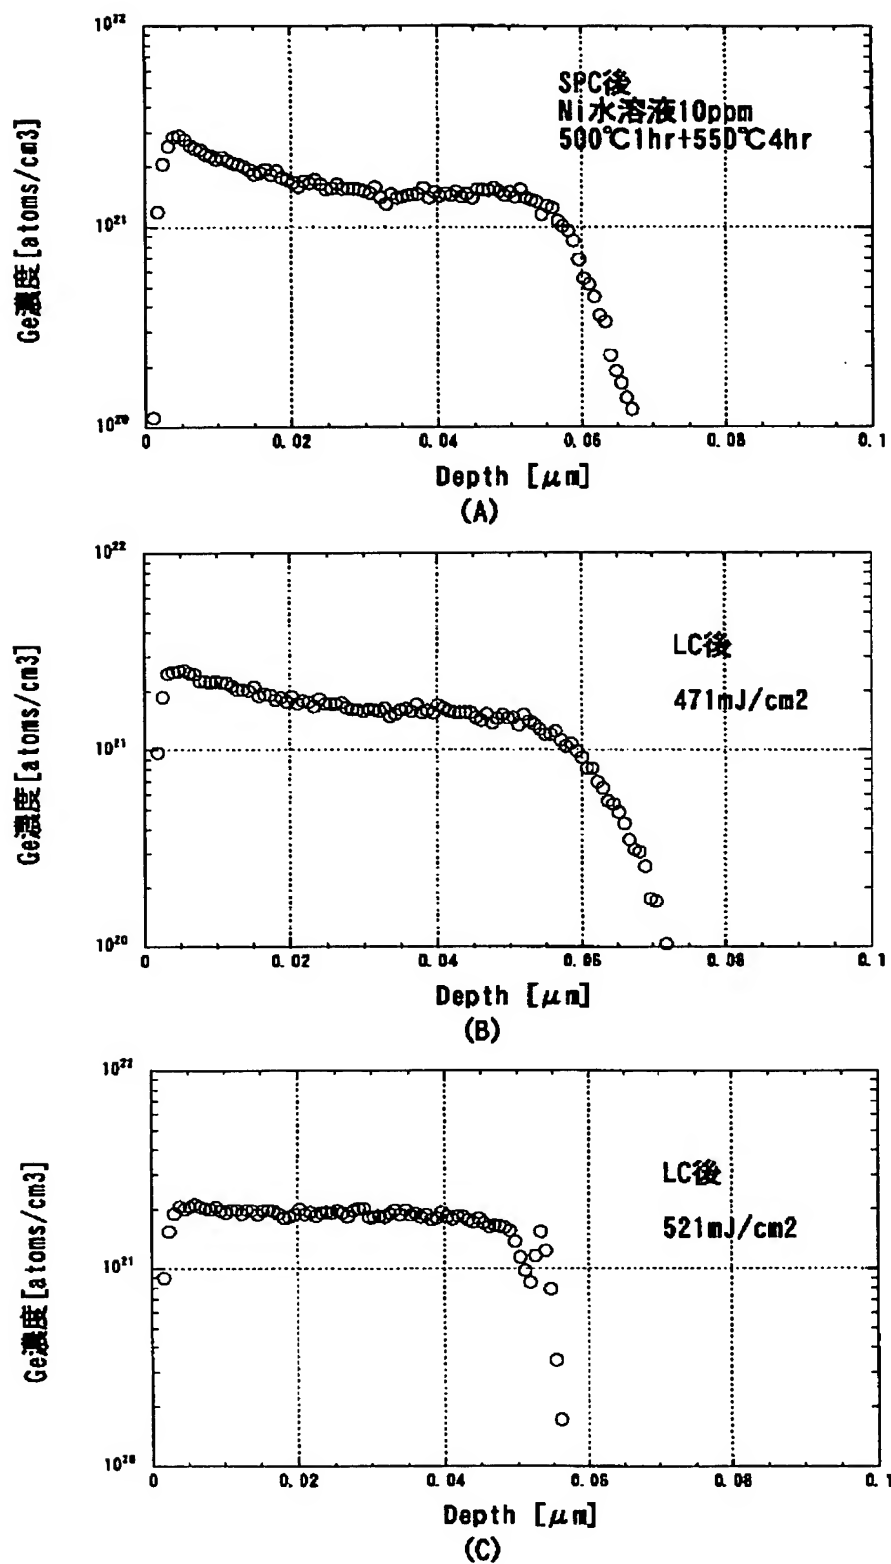 10²²
SPC後
Ni水溶液10ppm
500℃1hr+550℃4hr
Ge濃度[atoms/cm3]
10²¹
10²⁰
0 0.02 0.04 0.06 0.08 0.1
Depth [μm]
(A)
10²²
LC後
471mJ/cm2
Ge濃度[atoms/cm3]
10²¹
10²⁰
0 0.02 0.04 0.06 0.08 0.1
Depth [μm]
(B)
10²²
LC後
521mJ/cm2
Ge濃度[atoms/cm3]
10²¹
10²⁰
0 0.02 0.04 0.06 0.08 0.1
Depth [μm]
(C)